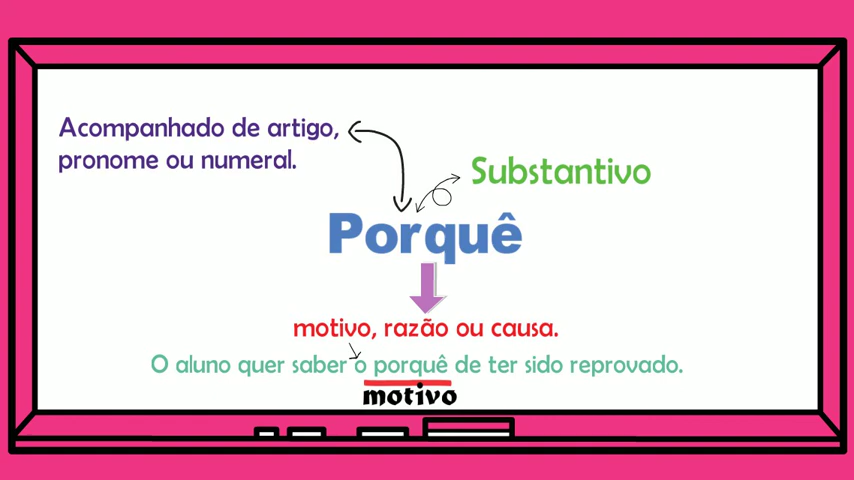 Acompanhado de artigo,
pronome ou numeral.
Substantivo
Porquê
motivo, razão ou causa.
O aluno quer saber o porquê de ter sido reprovado.
motivo